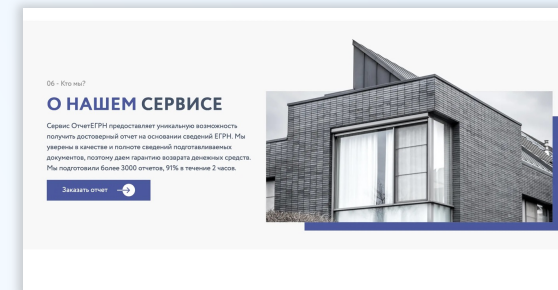 06 - Кто мы?
О НАШЕМ СЕРВИСЕ
Сервис ОтчетЕГРН предоставляет уникальную возможность
получить достоверный отчет на основании сведений ЕГРН. Мы
уверены в качестве и полноте сведений подготавливаемых
документов, поэтому даем гарантию возврата денежных средств.
Мы подготовили более 3000 отчетов, 91% в течение 2 часов.
Заказать отчет